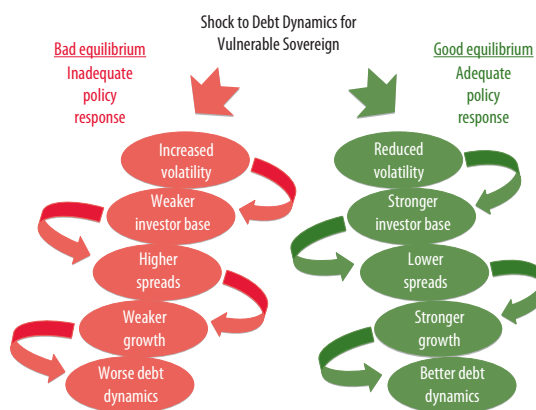 Shock to Debt Dynamics for
Vulnerable Sovereign
Bad equilibrium
Inadequate
policy
response
Good equilibrium
Adequate
policy
response
Increased
volatility
Weaker
investor base
Higher
spreads
Weaker
growth
Worse debt
dynamics
Reduced
volatility
Stronger
investor base
Lower
spreads
Stronger
growth
Better debt
dynamics